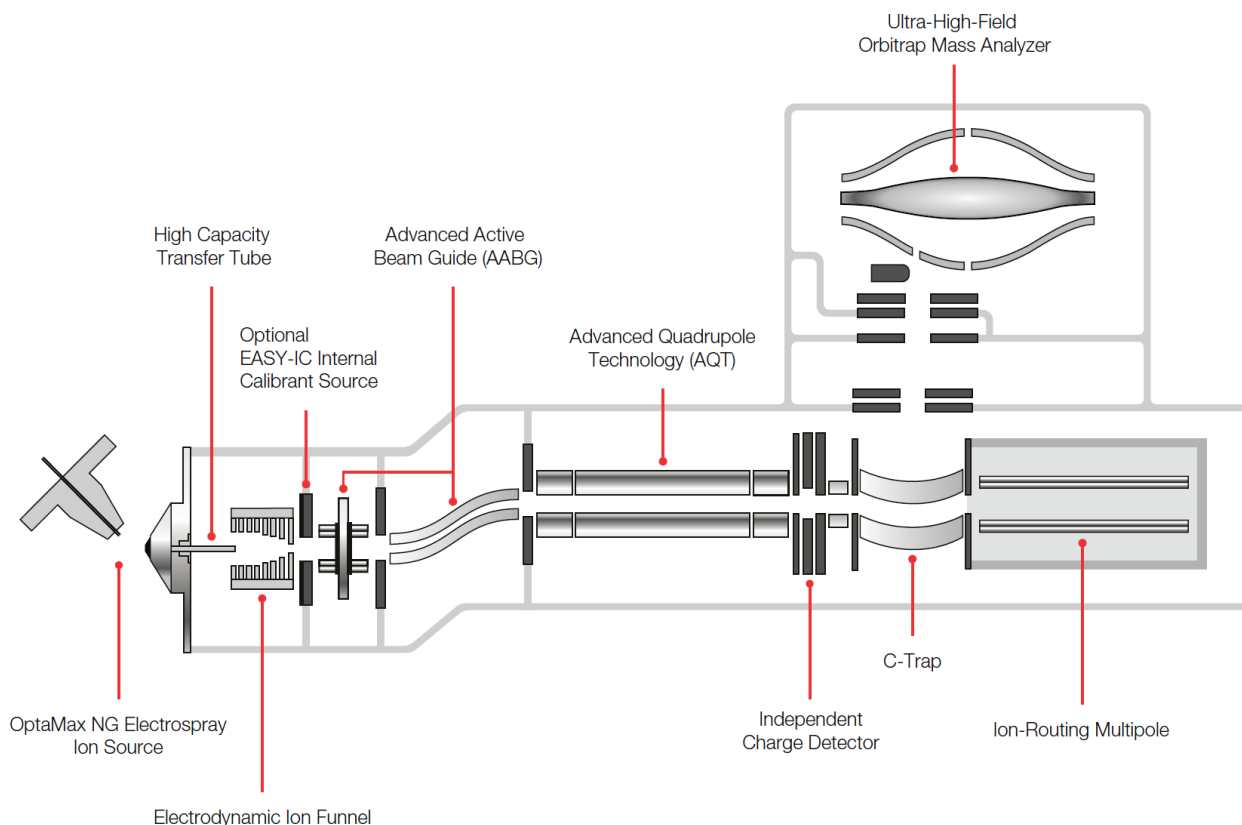 Ultra-High-Field
Orbitrap Mass Analyzer
High Capacity
Transfer Tube
Advanced Active
Beam Guide (AABG)
Optional
EASY-IC Internal
Calibrant Source
Advanced Quadrupole
Technology (AQT)
OptaMax NG Electrospray
Ion Source
Electrodynamic Ion Funnel
Independent
Charge Detector
C-Trap
Ion-Routing Multipole